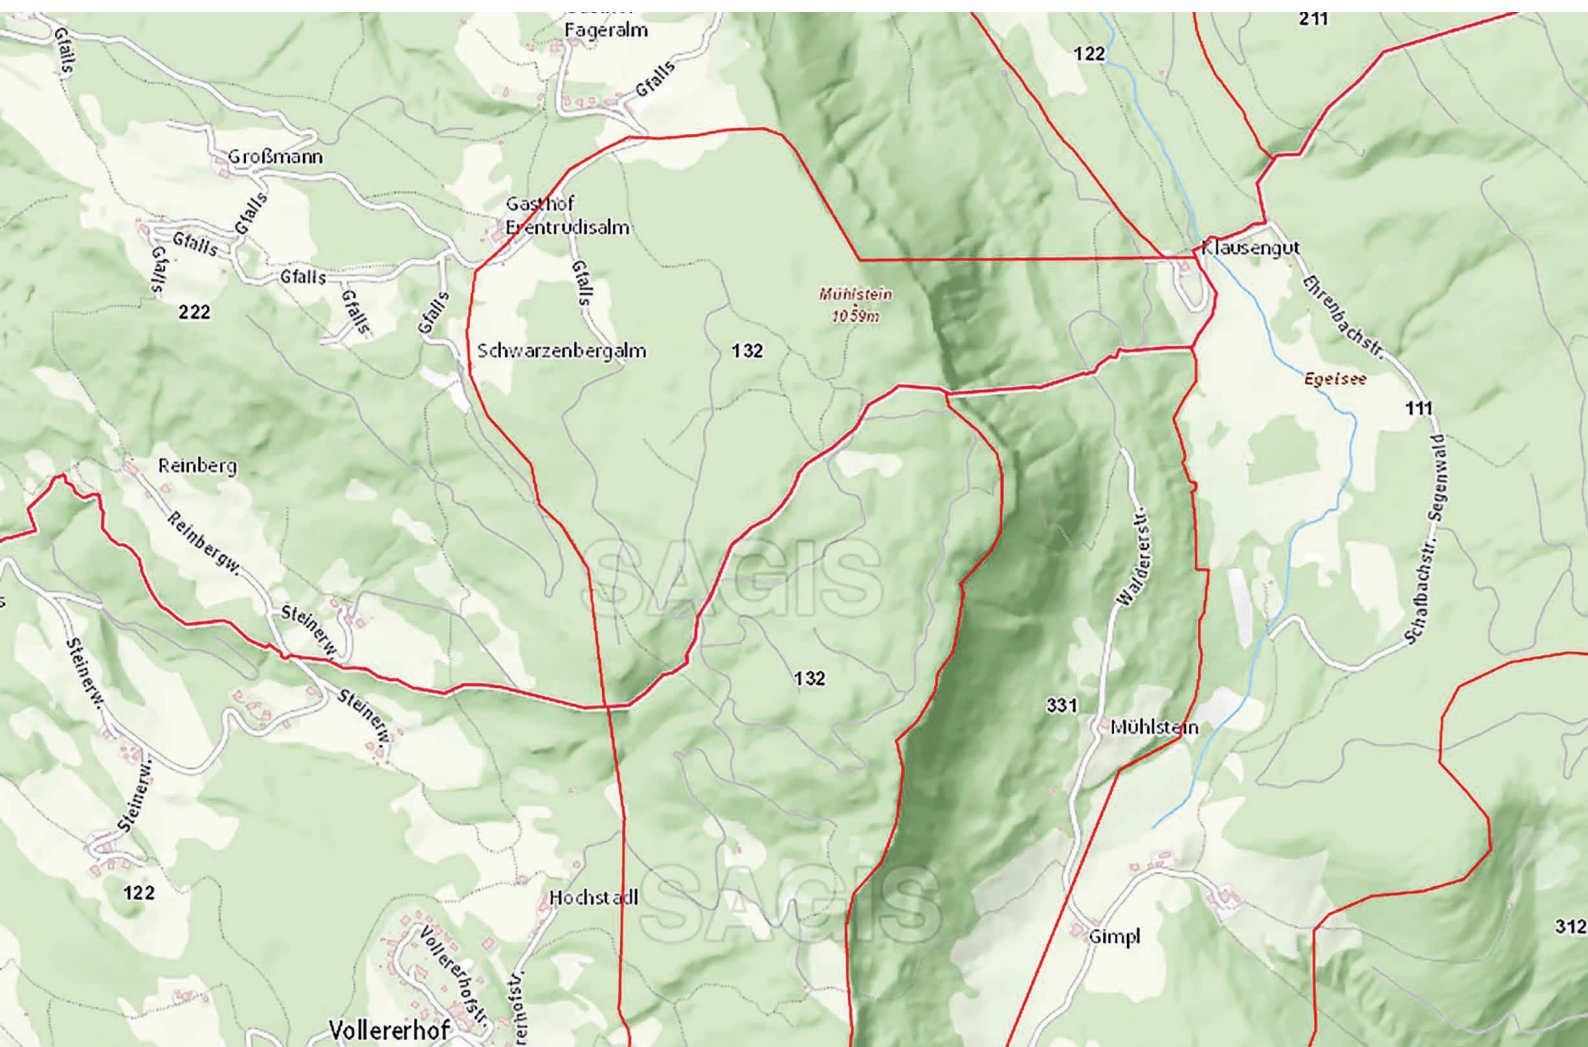 Fageralm
211
Gfalls
122
Gfalls
Großmann
Gasthof
Erentrudisalm
Gfalls
Gfalls
Klausengut
Gfalls
Gfalls
Gfalls
Mühlstein
1059m
222
Gfalls
Gfalls
Ehrenbachstr.
Schwarzenbergalm
132
Egelsee
111
Reinberg
Reinbergw.
Segenwald
Waldererstr.
SAGIS
Schafbachstr.
Steinerw.
Steinerw.
132
Steinerw.
331
Mühlstein
Steinerw.
122
Hochstadl
SAGIS
312
Gimpl
Vollererhofstr.
rerhofstr.
Vollererhof